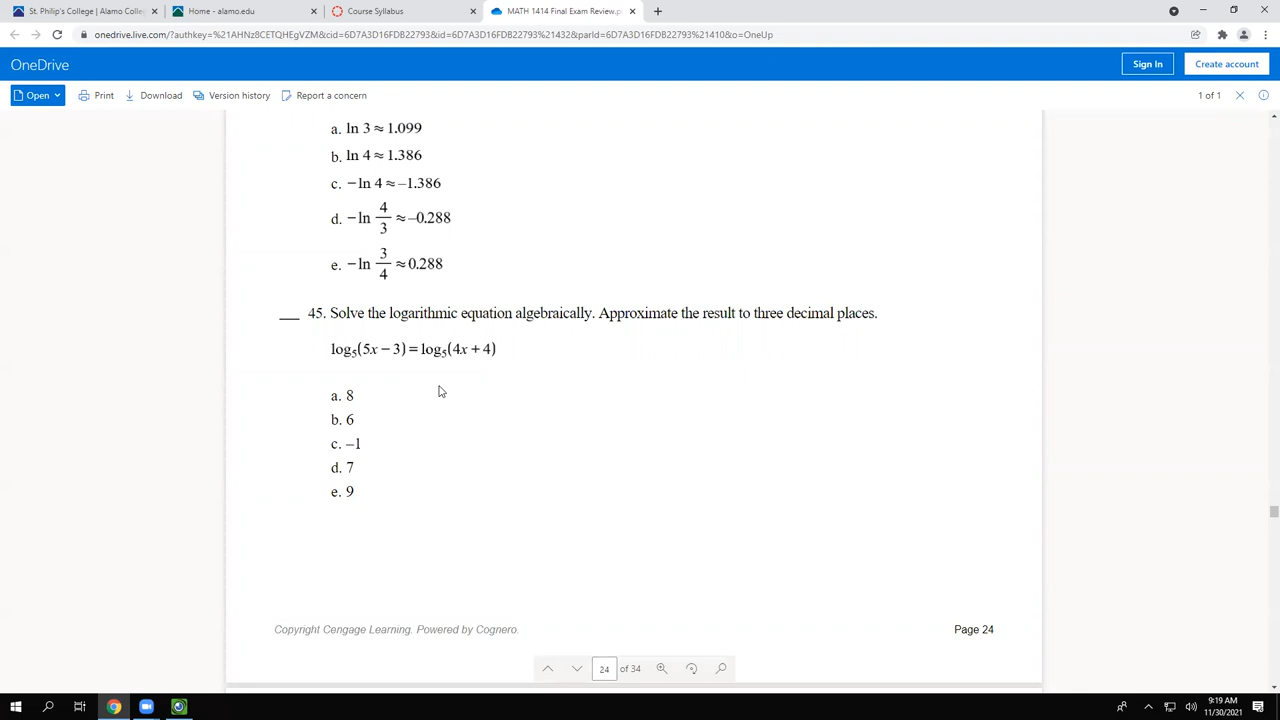 St. Philip's College | Alamo Colle
Home - alamo.edu
Course Syllabus
MATH 1414 Final Exam Review.p
onedrive.live.com/?authkey=%21AHNz8CETQHEgVZM&cid=6D7A3D16FDB22793&id=6D7A3D16FDB22793%21432&parId=6D7A3D16FDB22793%21410&o=OneUp
OneDrive
Sign In
Create account
Open
Print
Download
Version history
Report a concern
1 of 1
a. ln 3 ≈ 1.099
b. ln 4 ≈ 1.386
c. −ln 4 ≈ −1.386
d. −ln 4/3 ≈ −0.288
e. −ln 3/4 ≈ 0.288
___ 45. Solve the logarithmic equation algebraically. Approximate the result to three decimal places.
log₅(5x − 3) = log₅(4x + 4)
a. 8
b. 6
c. −1
d. 7
e. 9
Copyright Cengage Learning. Powered by Cognero.
Page 24
24 of 34
9:19 AM
11/30/2021